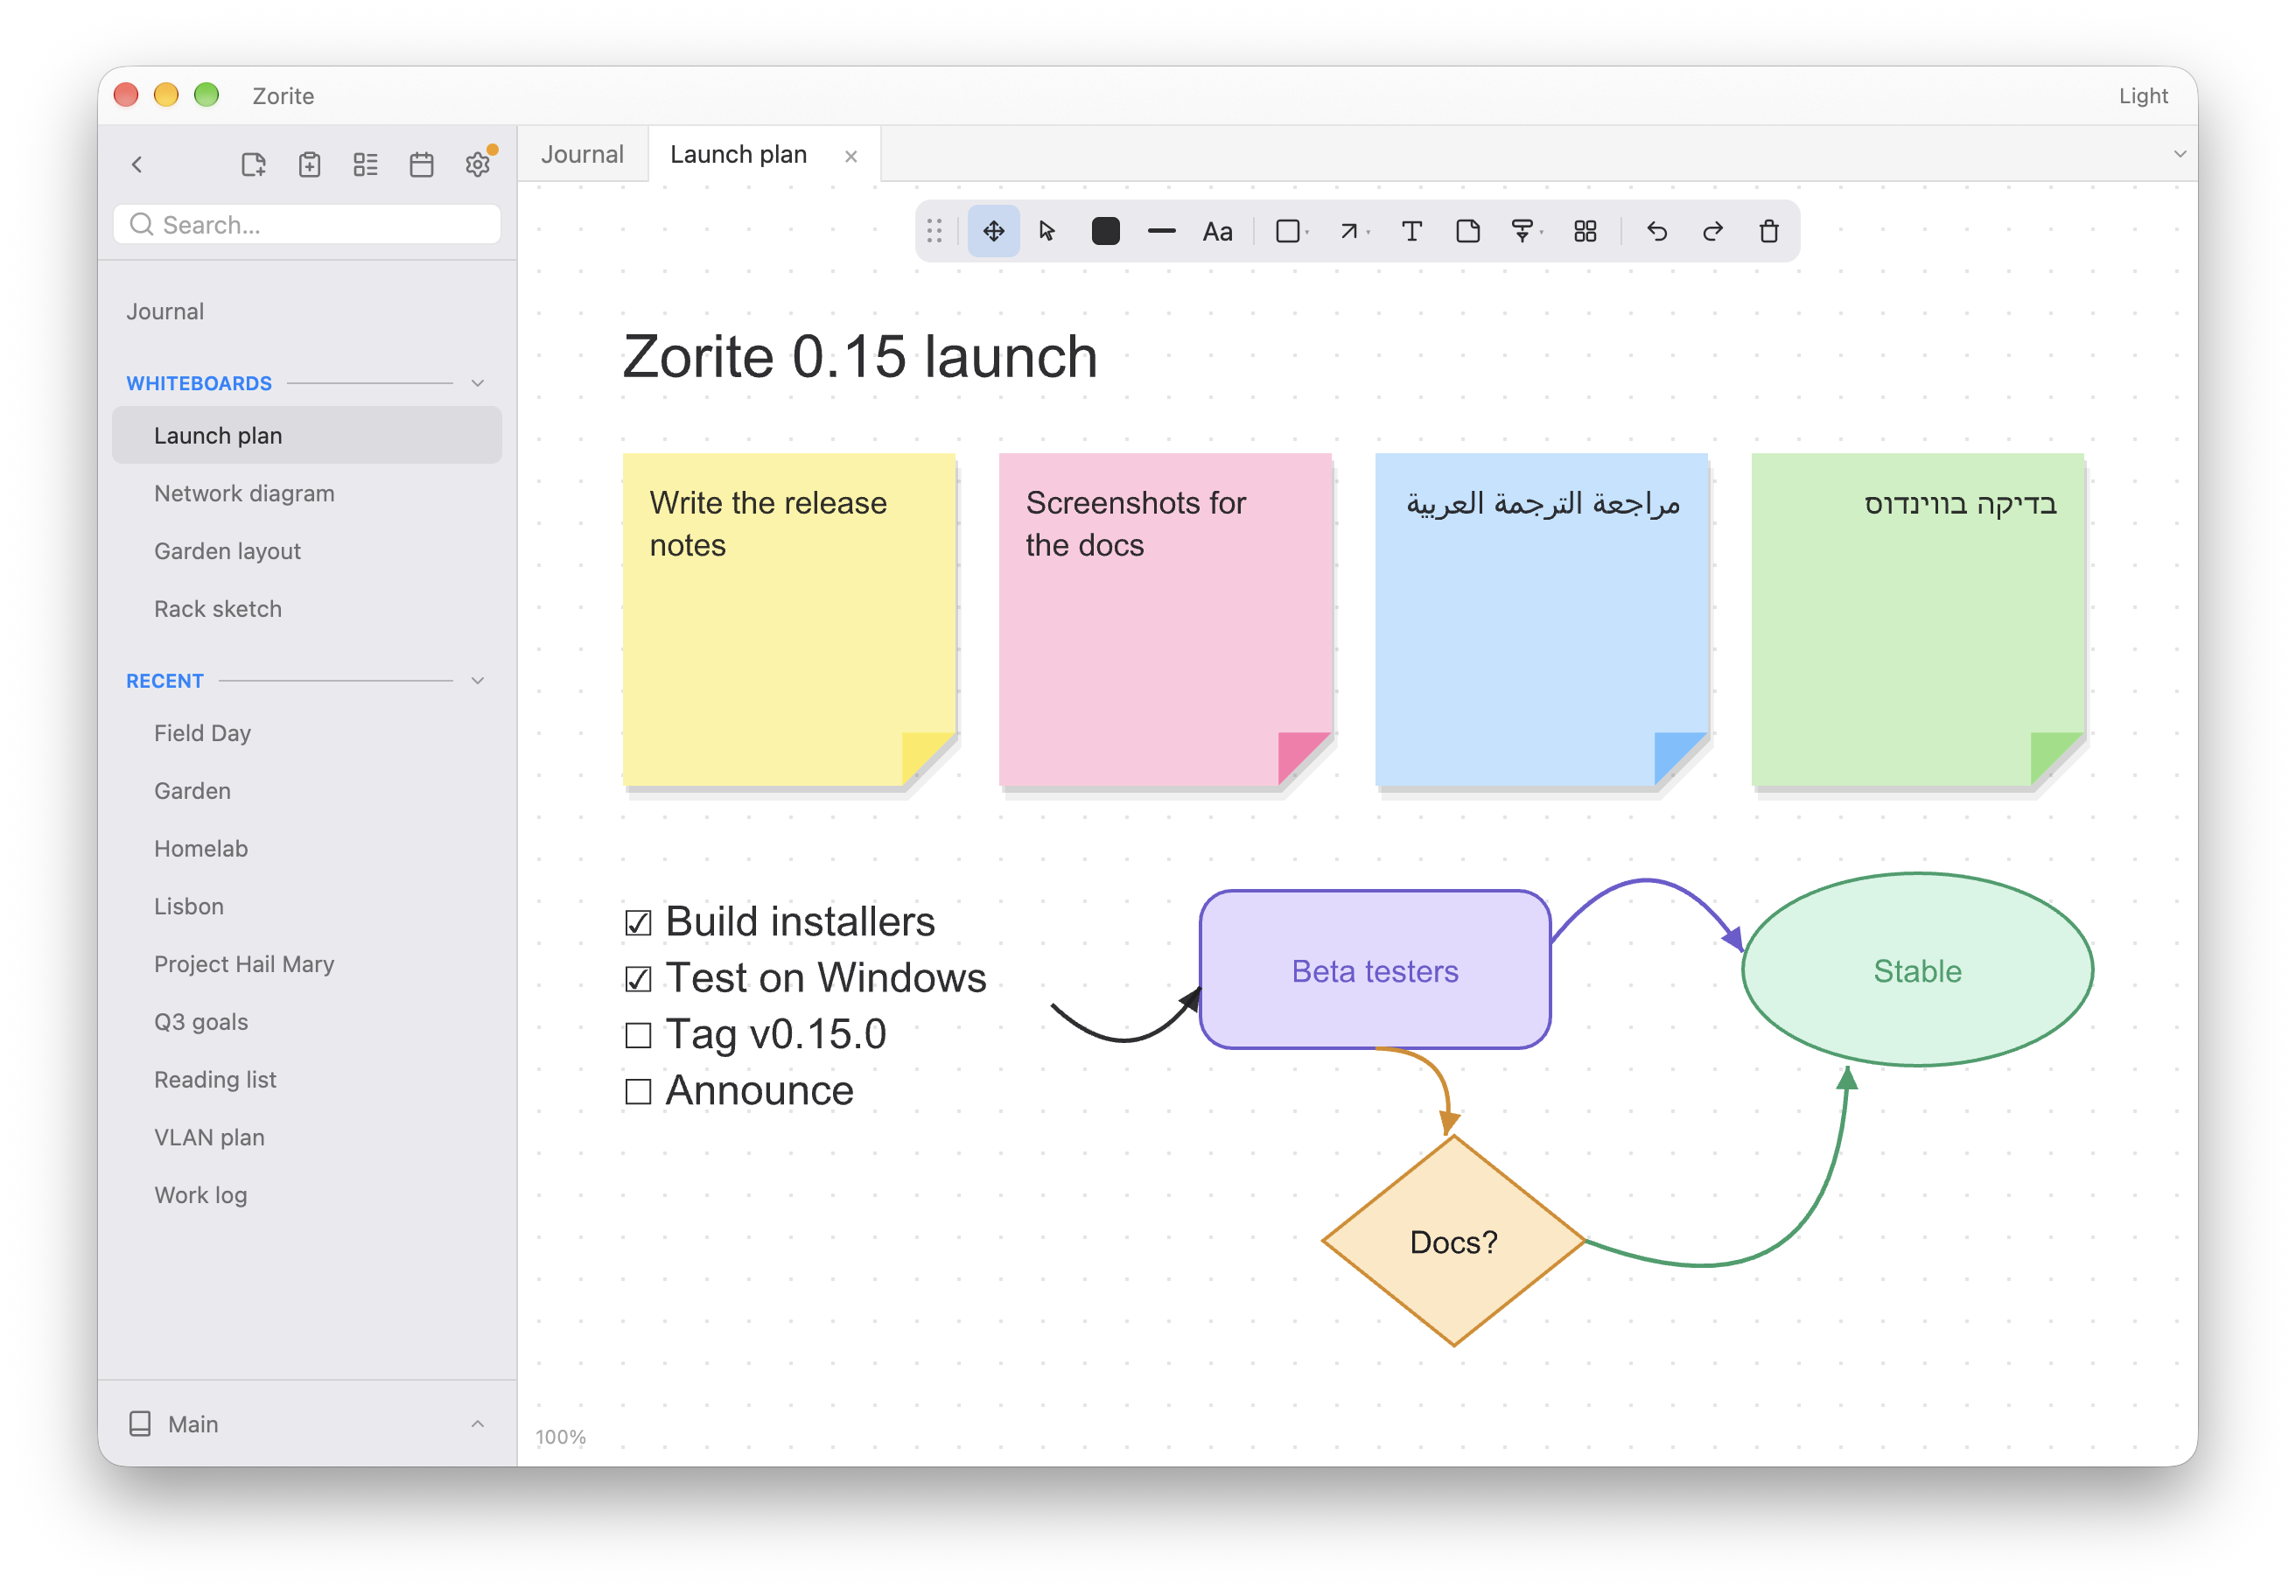 Zorite
Light
Search...
Journal
WHITEBOARDS
Launch plan
Network diagram
Garden layout
Rack sketch
RECENT
Field Day
Garden
Homelab
Lisbon
Project Hail Mary
Q3 goals
Reading list
VLAN plan
Work log
Main
Journal
Launch plan
Aa
Zorite 0.15 launch
Write the release
notes
Screenshots for
the docs
مراجعة الترجمة العربية
בדיקה בווינדוס
☑ Build installers
☑ Test on Windows
☐ Tag v0.15.0
☐ Announce
Beta testers
Stable
Docs?
100%